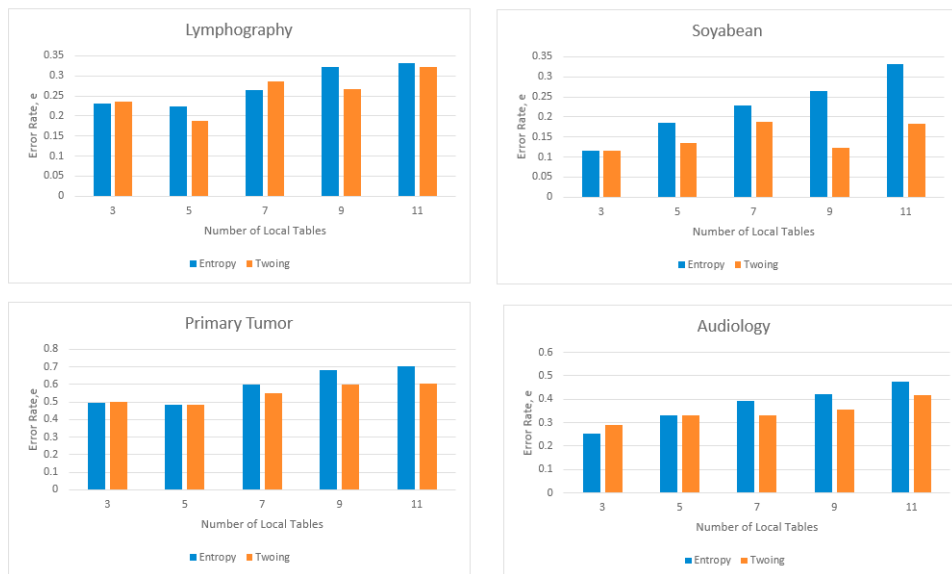 Lymphography
0.35
0.3
0.25
0.2
0.15
0.1
0.05
0
Error Rate, e
3 5 7 9 11
Number of Local Tables
Entropy Twoing
Soyabean
0.35
0.3
0.25
0.2
0.15
0.1
0.05
0
Error Rate, e
3 5 7 9 11
Number of Local Tables
Entropy Twoing
Primary Tumor
0.8
0.7
0.6
0.5
0.4
0.3
0.2
0.1
0
Error Rate,e
3 5 7 9 11
Number of Local Tables
Entropy Twoing
Audiology
0.6
0.5
0.4
0.3
0.2
0.1
0
Error Rate, e
3 5 7 9 11
Number of Local Tables
Entropy Twoing